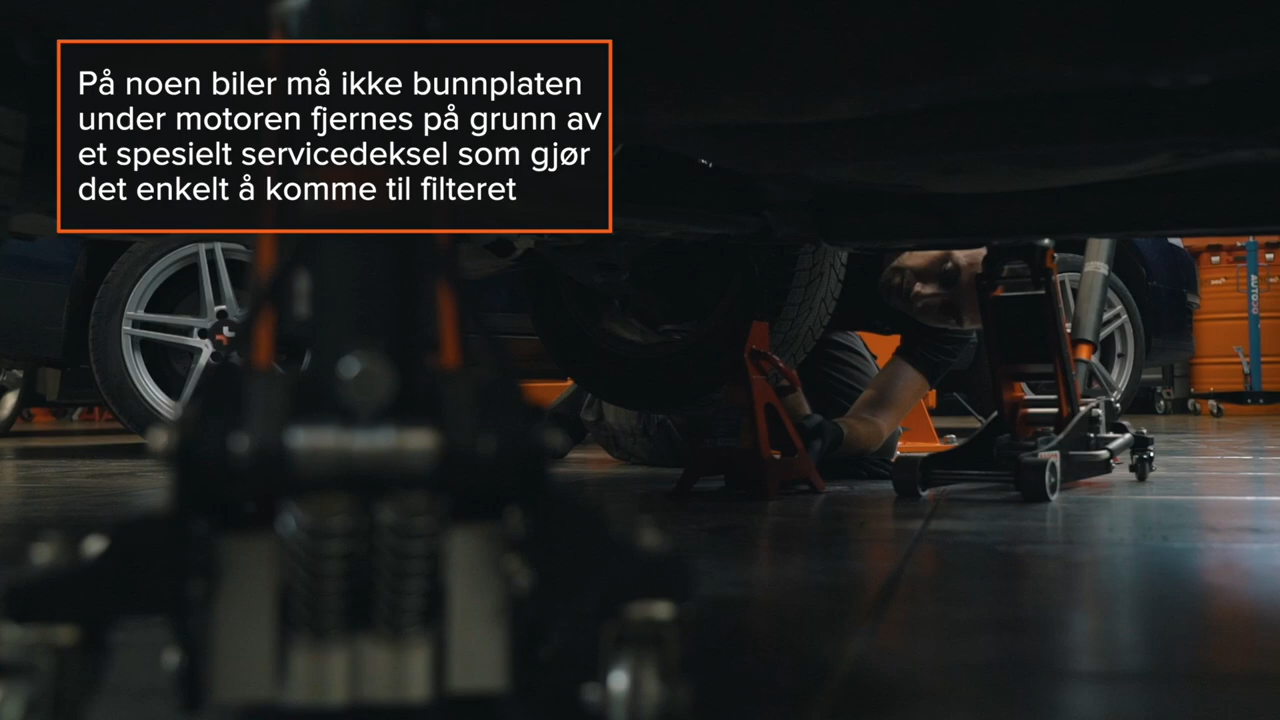 På noen biler må ikke bunnplaten
under motoren fjernes på grunn av
et spesielt servicedeksel som gjør
det enkelt å komme til filteret